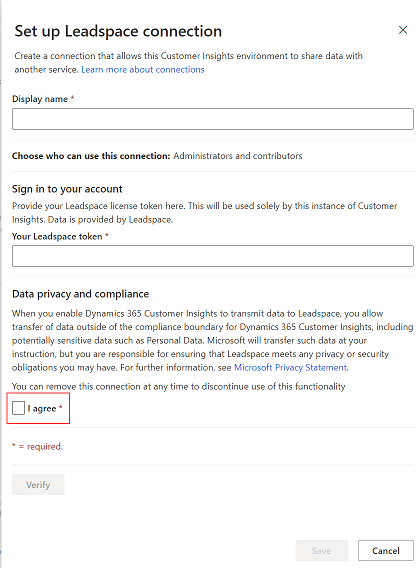 Set up Leadspace connection
Create a connection that allows this Customer Insights environment to share data with
another service. Learn more about connections
Display name *
Choose who can use this connection: Administrators and contributors
Sign in to your account
Provide your Leadspace license token here. This will be used solely by this instance of Customer
Insights. Data is provided by Leadspace.
Your Leadspace token *
Data privacy and compliance
When you enable Dynamics 365 Customer Insights to transmit data to Leadspace, you allow
transfer of data outside of the compliance boundary for Dynamics 365 Customer Insights, including
potentially sensitive data such as Personal Data. Microsoft will transfer such data at your
instruction, but you are responsible for ensuring that Leadspace meets any privacy or security
obligations you may have. For further information, see Microsoft Privacy Statement.
You can remove this connection at any time to discontinue use of this functionality
I agree *
* = required.
Verify
Save Cancel